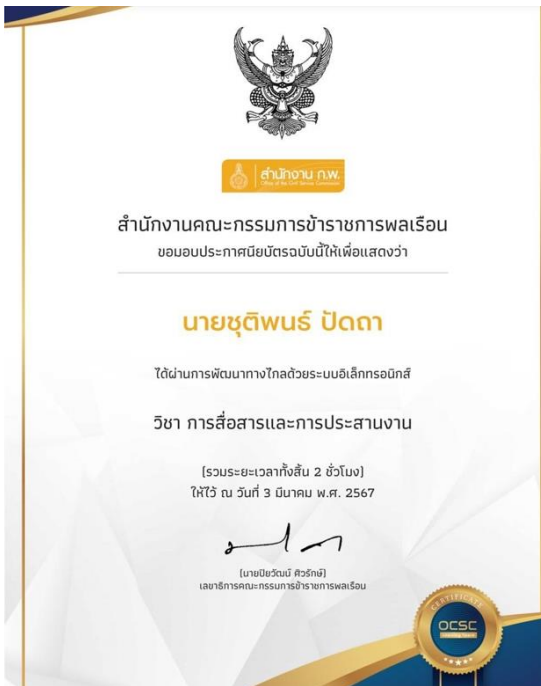 สำนักงาน ก.พ.
Office of the Civil Service Commission
สำนักงานคณะกรรมการข้าราชการพลเรือน
ขอมอบประกาศนียบัตรฉบับนี้ให้เพื่อแสดงว่า
นายชุติพนธ์ ปัดถา
ได้ผ่านการพัฒนาทางไกลด้วยระบบอิเล็กทรอนิกส์
วิชา การสื่อสารและการประสานงาน
(รวมระยะเวลาทั้งสิ้น 2 ชั่วโมง)
ให้ไว้ ณ วันที่ 3 มีนาคม พ.ศ. 2567
(นายปิยวัฒน์ ศิวรักษ์)
เลขาธิการคณะกรรมการข้าราชการพลเรือน
CERTIFICATE
OCSC